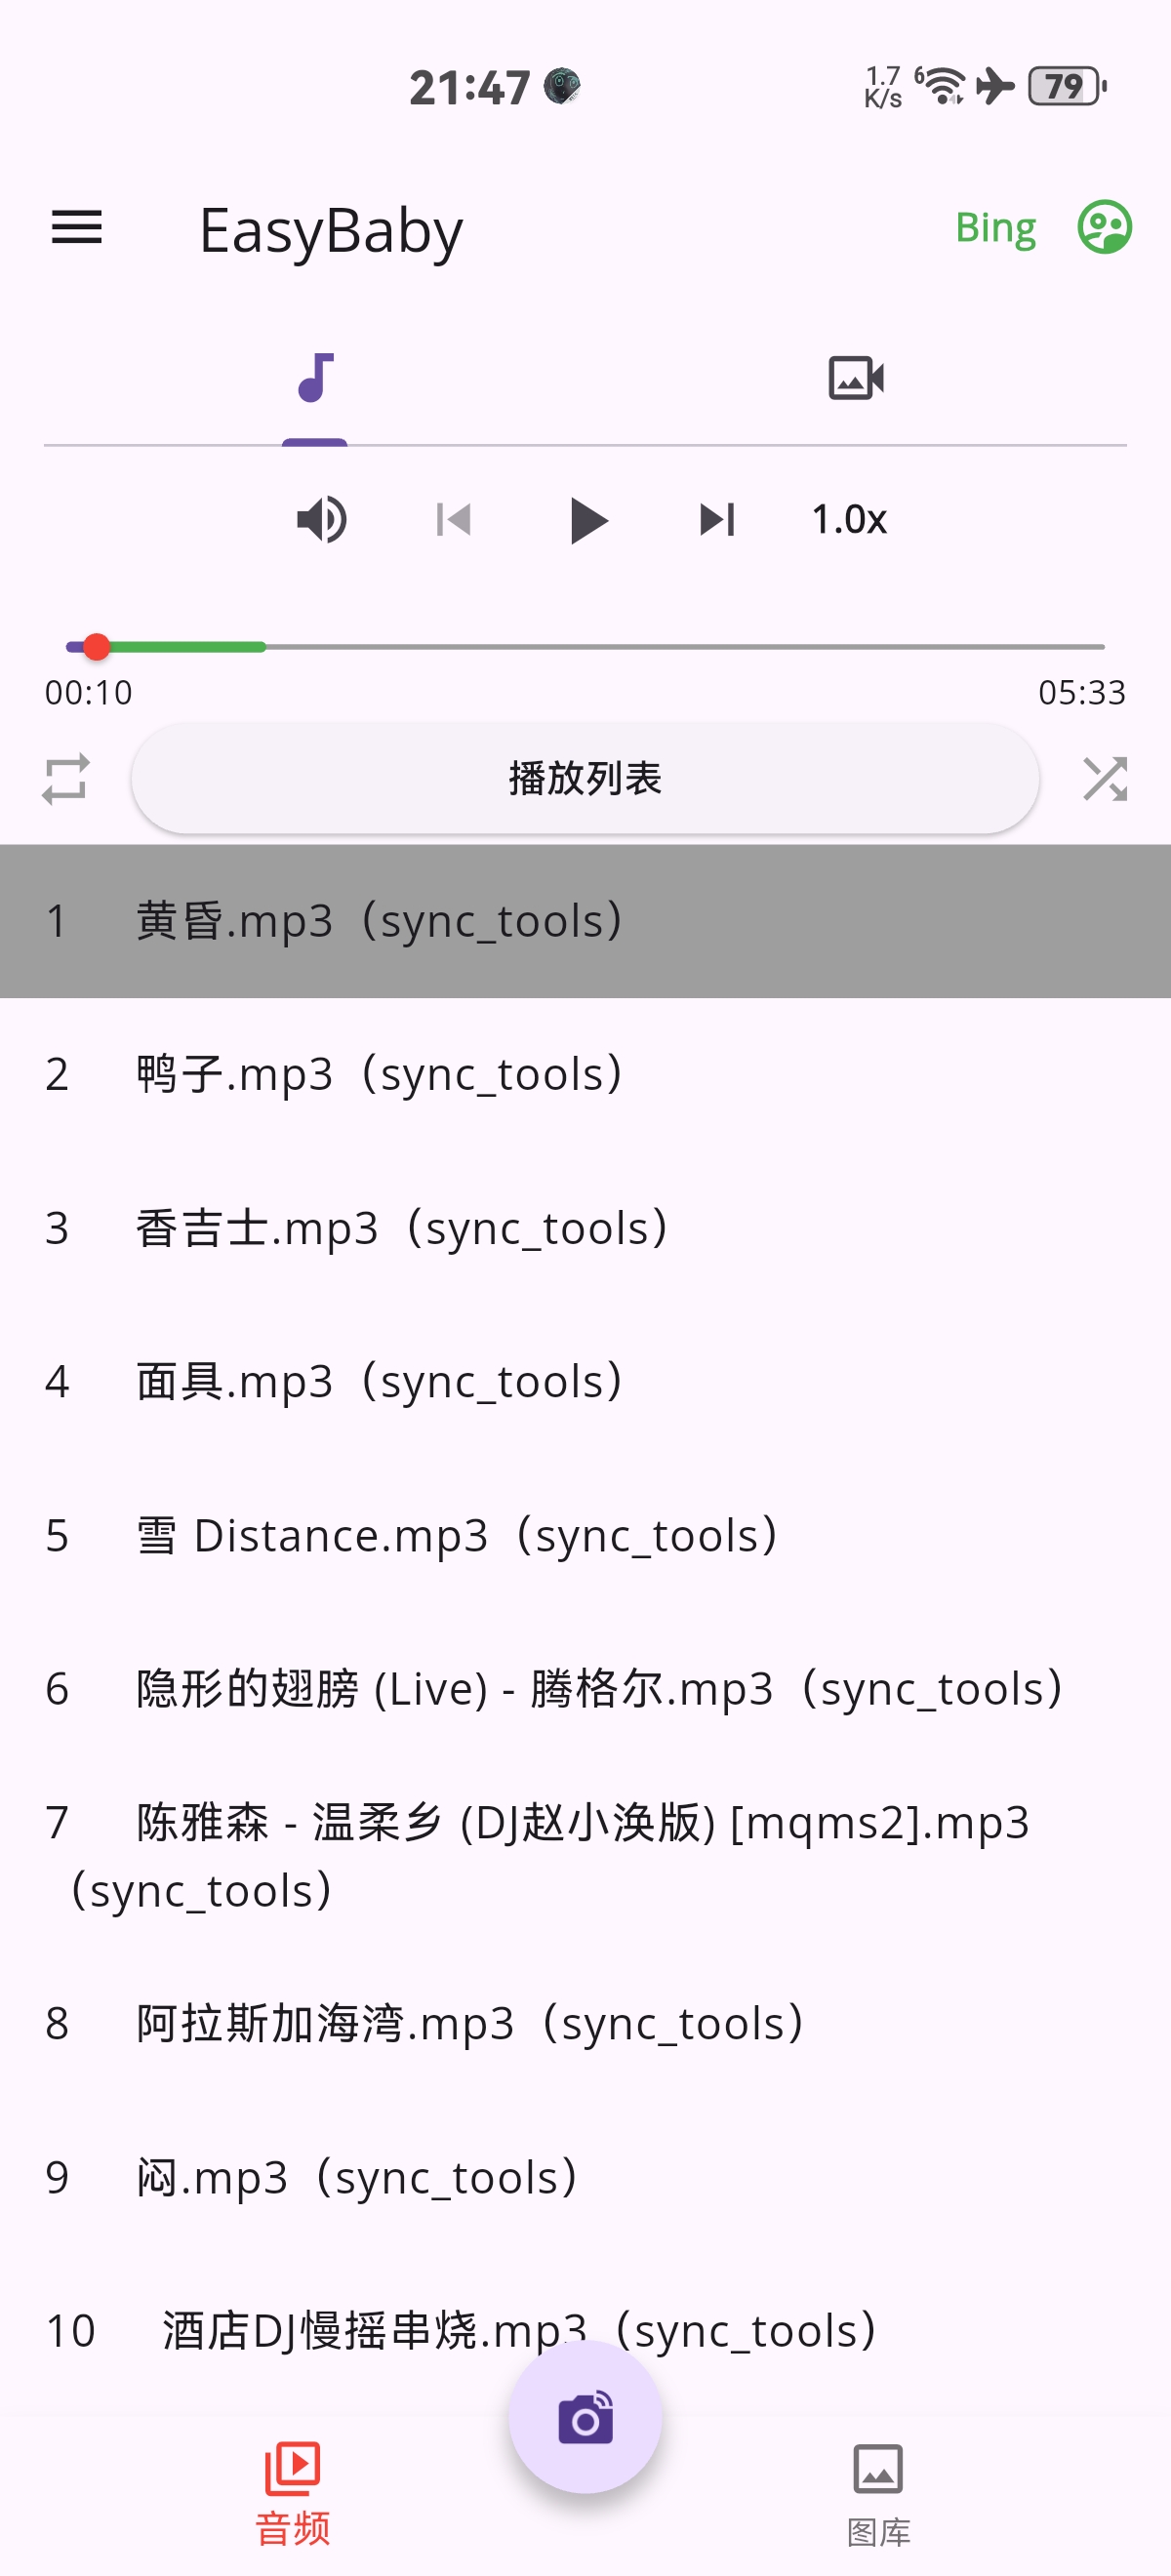 21:47
1.7 K/s 6 79
EasyBaby Bing
1.0x
00:10 05:33
播放列表
1 黄昏.mp3（sync_tools）
2 鸭子.mp3（sync_tools）
3 香吉士.mp3（sync_tools）
4 面具.mp3（sync_tools）
5 雪 Distance.mp3（sync_tools）
6 隐形的翅膀 (Live) - 腾格尔.mp3（sync_tools）
7 陈雅森 - 温柔乡 (DJ赵小涣版) [mqms2].mp3
（sync_tools）
8 阿拉斯加海湾.mp3（sync_tools）
9 闷.mp3（sync_tools）
10 酒店DJ慢摇串烧.mp3（sync_tools）
音频 图库